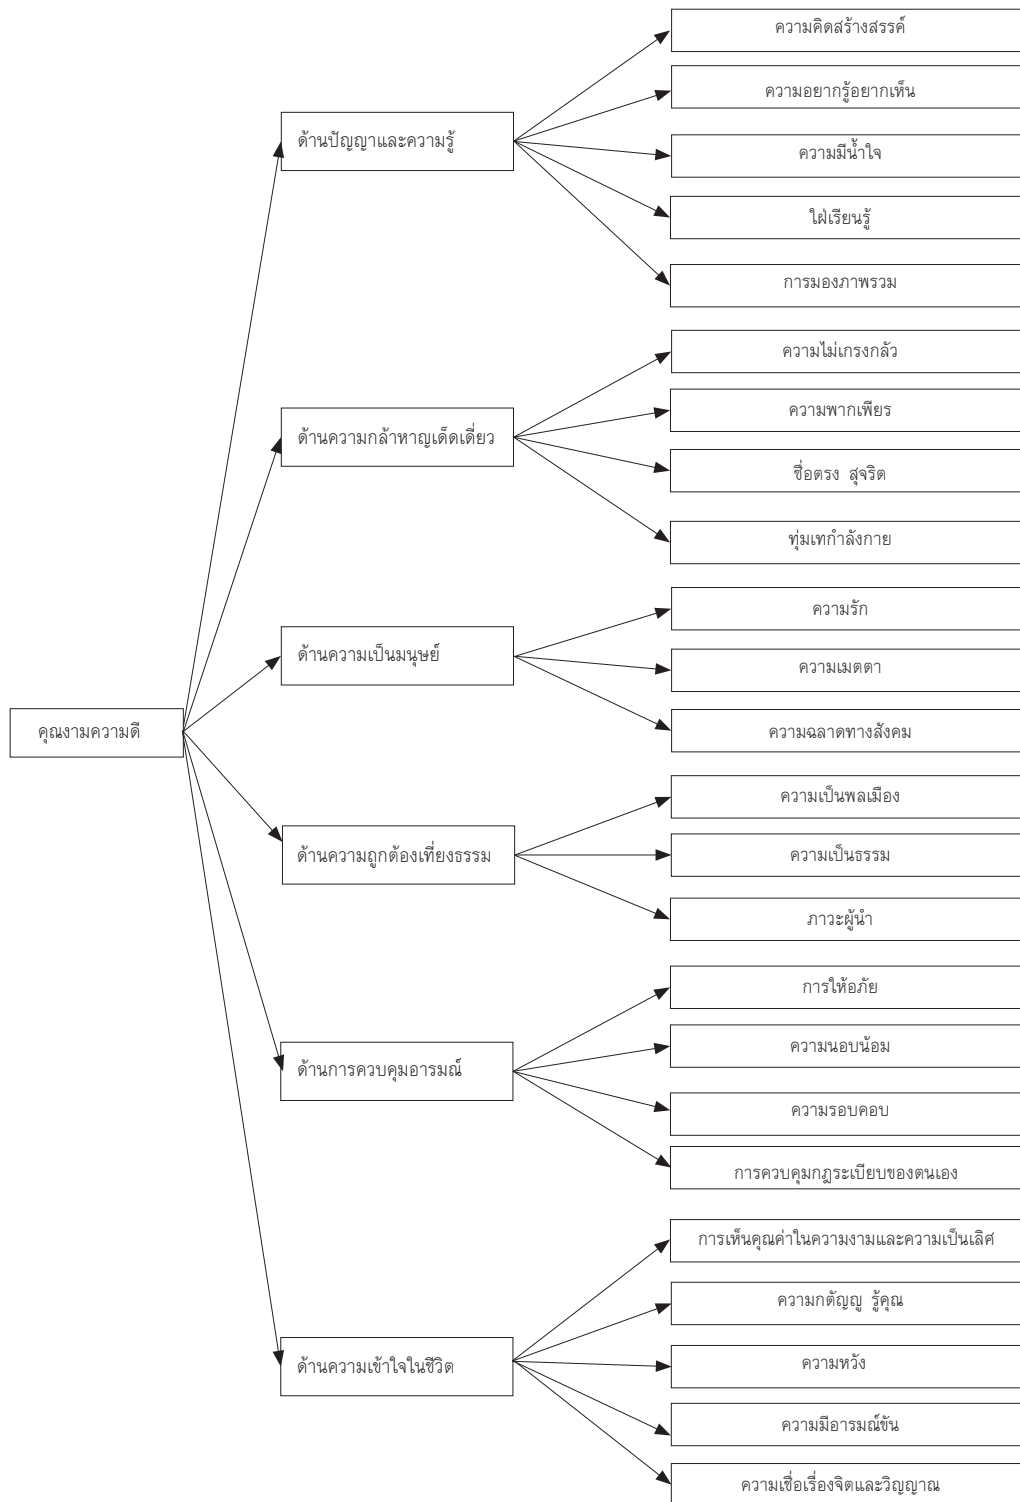 ความคิดสร้างสรรค์
ความอยากรู้อยากเห็น
ด้านปัญญาและความรู้
ความมีน้ำใจ
ใฝ่เรียนรู้
การมองภาพรวม
ความไม่เกรงกลัว
ความพากเพียร
ด้านความกล้าหาญเด็ดเดี่ยว
ซื่อตรง สุจริต
ทุ่มเทกำลังกาย
ความรัก
ด้านความเป็นมนุษย์
ความเมตตา
ความฉลาดทางสังคม
คุณงามความดี
ความเป็นพลเมือง
ด้านความถูกต้องเที่ยงธรรม
ความเป็นธรรม
ภาวะผู้นำ
การให้อภัย
ความนอบน้อม
ด้านการควบคุมอารมณ์
ความรอบคอบ
การควบคุมกฎระเบียบของตนเอง
การเห็นคุณค่าในความงามและความเป็นเลิศ
ความกตัญญู รู้คุณ
ด้านความเข้าใจในชีวิต
ความหวัง
ความมีอารมณ์ขัน
ความเชื่อเรื่องจิตและวิญญาณ